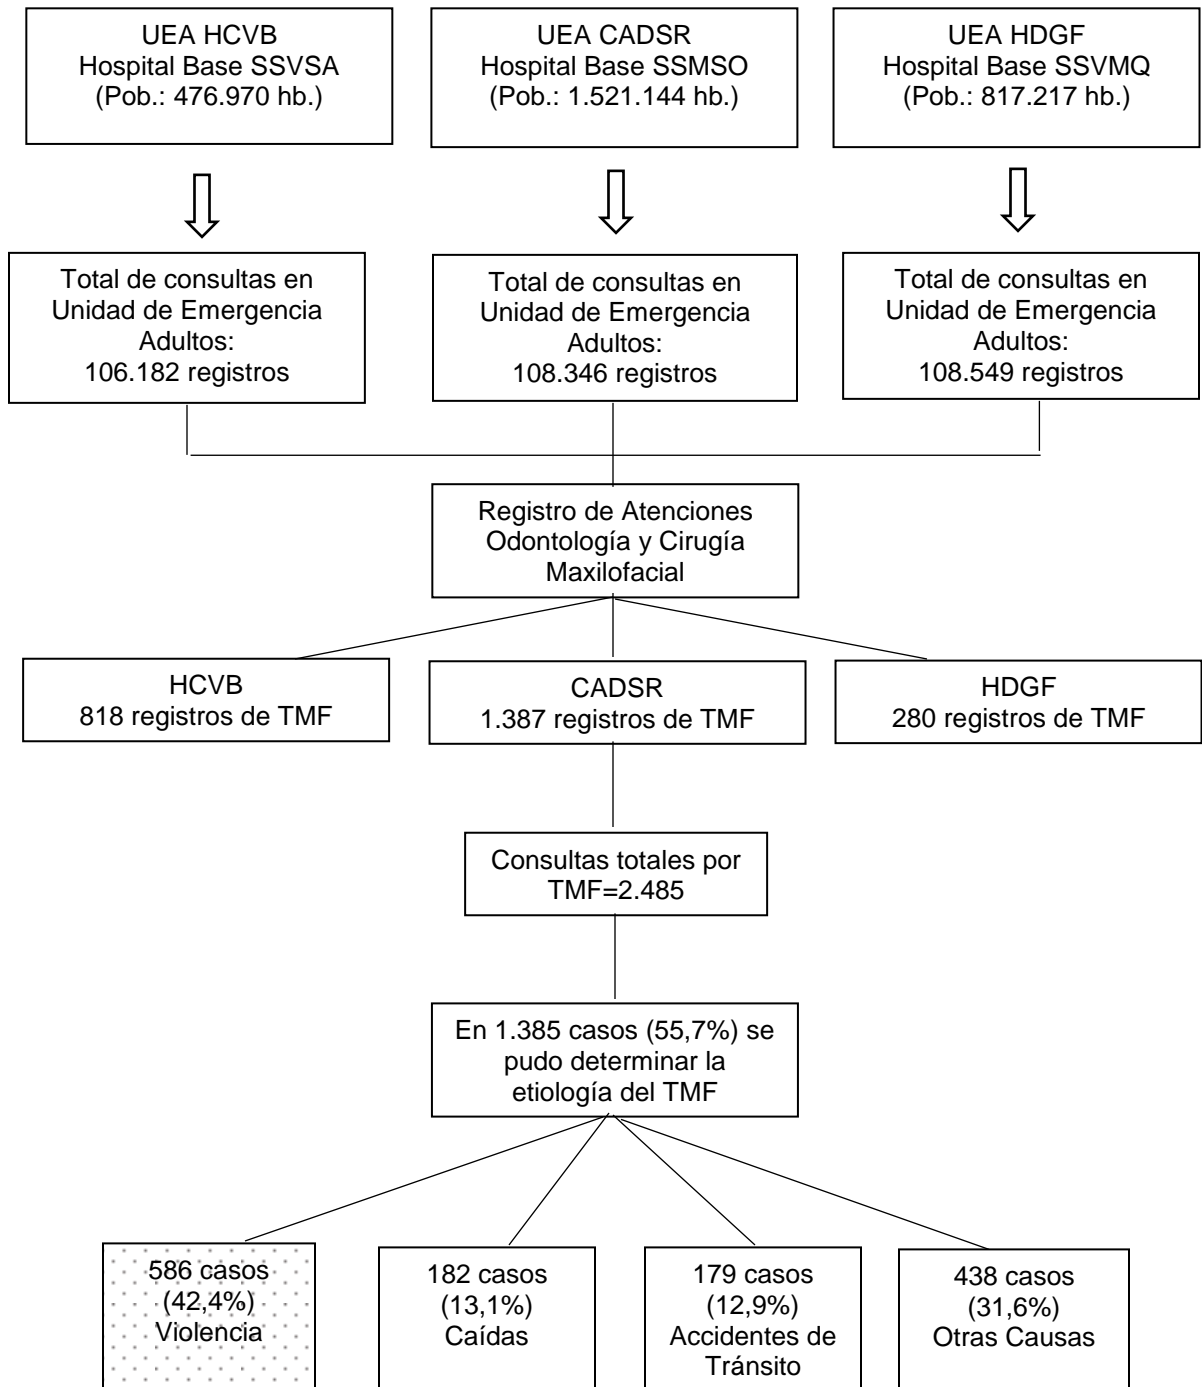 UEA HCVB
Hospital Base SSVSA
(Pob.: 476.970 hb.)
UEA CADSR
Hospital Base SSMSO
(Pob.: 1.521.144 hb.)
UEA HDGF
Hospital Base SSVMQ
(Pob.: 817.217 hb.)
Total de consultas en
Unidad de Emergencia
Adultos:
106.182 registros
Total de consultas en
Unidad de Emergencia
Adultos:
108.346 registros
Total de consultas en
Unidad de Emergencia
Adultos:
108.549 registros
Registro de Atenciones
Odontología y Cirugía
Maxilofacial
HCVB
818 registros de TMF
CADSR
1.387 registros de TMF
HDGF
280 registros de TMF
Consultas totales por
TMF=2.485
En 1.385 casos (55,7%) se
pudo determinar la
etiología del TMF
586 casos
(42,4%)
Violencia
182 casos
(13,1%)
Caídas
179 casos
(12,9%)
Accidentes de
Tránsito
438 casos
(31,6%)
Otras Causas